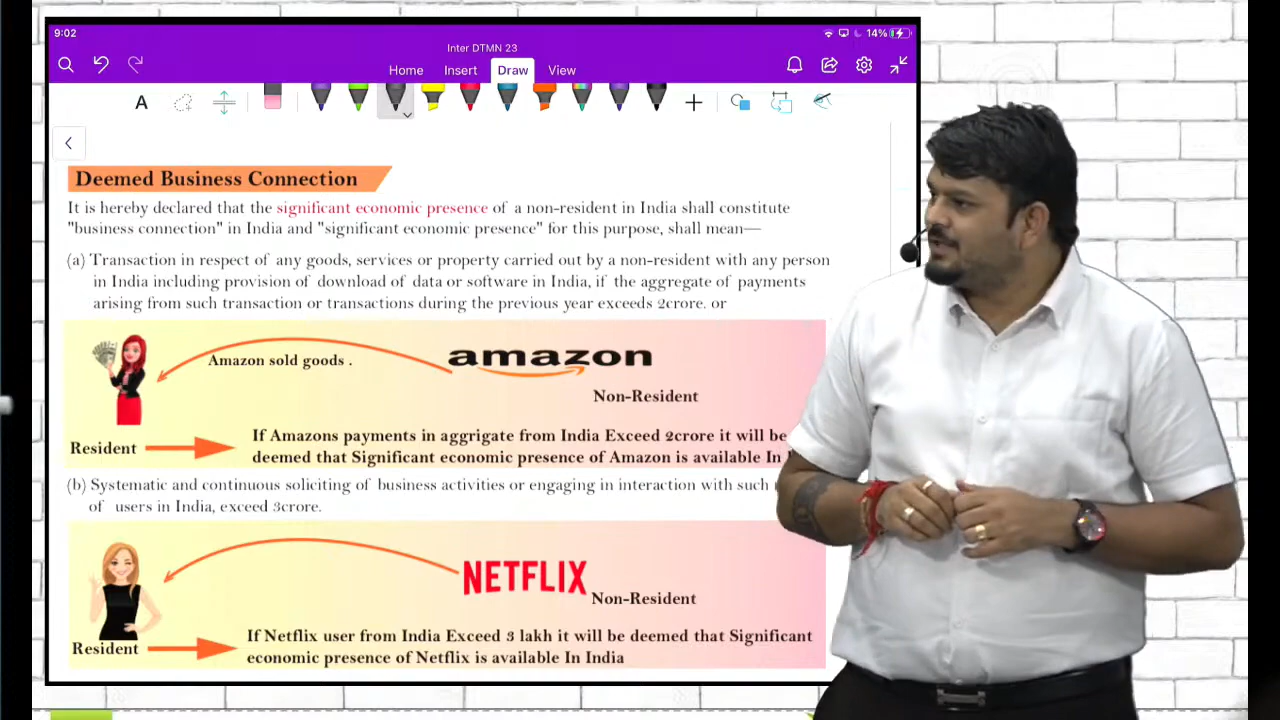 9:02
14%
Inter DTMN 23
Home Insert Draw View
A
Deemed Business Connection
It is hereby declared that the significant economic presence of a non-resident in India shall constitute
"business connection" in India and "significant economic presence" for this purpose, shall mean—
(a) Transaction in respect of any goods, services or property carried out by a non-resident with any person
in India including provision of download of data or software in India, if the aggregate of payments
arising from such transaction or transactions during the previous year exceeds 2crore. or
Amazon sold goods .
amazon
Non-Resident
Resident
If Amazons payments in aggrigate from India Exceed 2crore it will be
deemed that Significant economic presence of Amazon is available In
(b) Systematic and continuous soliciting of business activities or engaging in interaction with such
of users in India, exceed 3crore.
NETFLIX
Non-Resident
Resident
If Netflix user from India Exceed 3 lakh it will be deemed that Significant
economic presence of Netflix is available In India